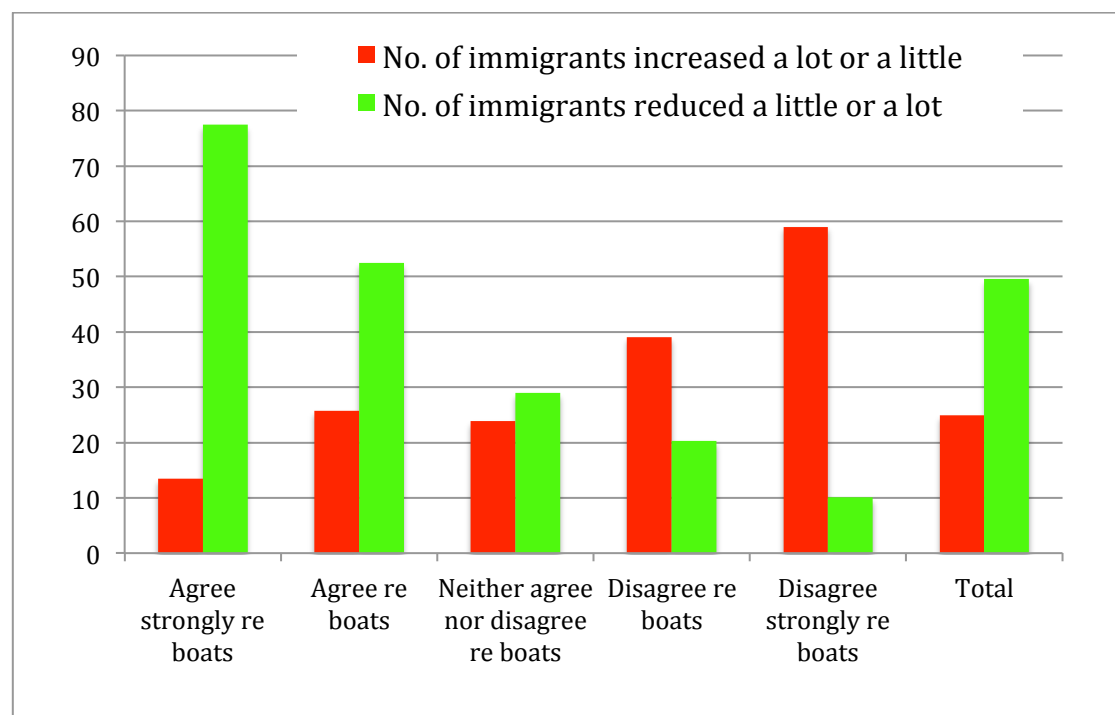 90
80
70
60
50
40
30
20
10
0
No. of immigrants increased a lot or a little
No. of immigrants reduced a little or a lot
Agree
strongly re
boats
Agree re
boats
Neither agree
nor disagree
re boats
Disagree re
boats
Disagree
strongly re
boats
Total